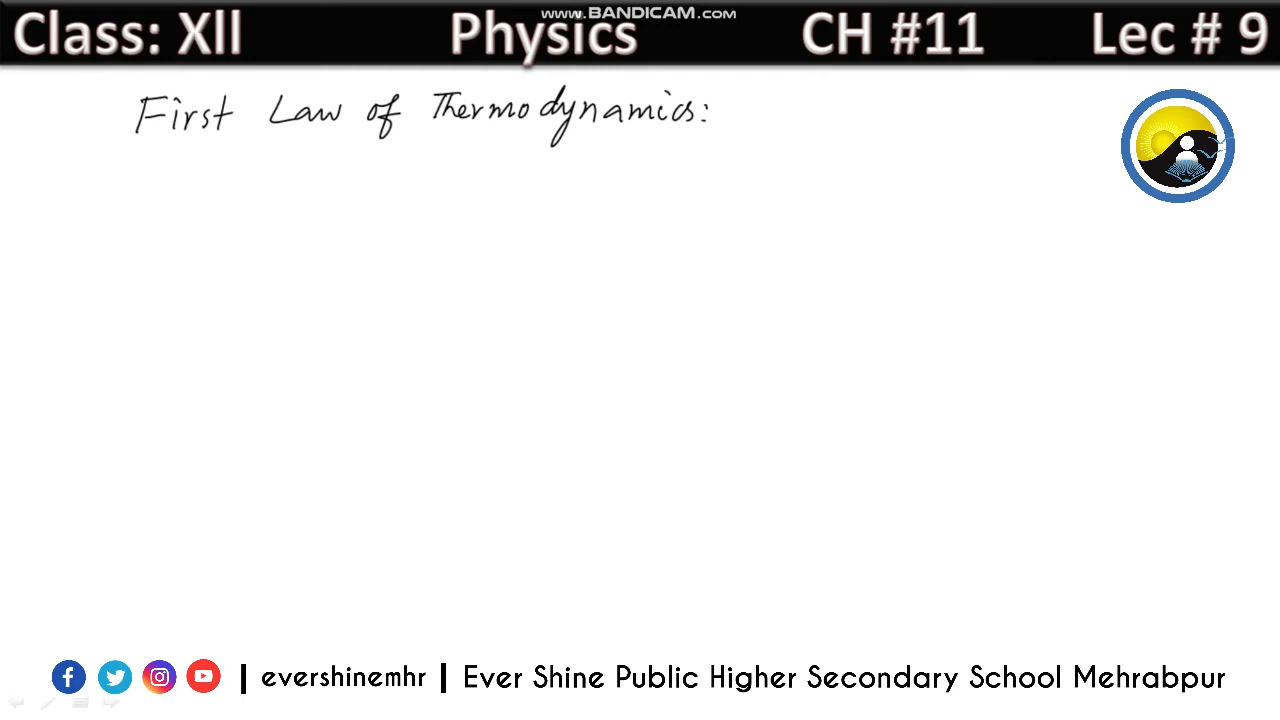 www.BANDICAM.com
Class: Xll Physics CH #11 Lec # 9
First Law of Thermodynamics:
| evershinemhr | Ever Shine Public Higher Secondary School Mehrabpur